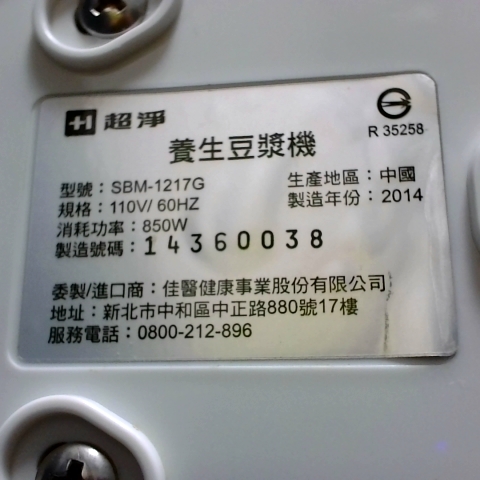 超淨
R 35258
養生豆漿機
型號：SBM-1217G
生產地區：中國
規格：110V/ 60HZ
製造年份：2014
消耗功率：850W
製造號碼：14360038
委製/進口商：佳醫健康事業股份有限公司
地址：新北市中和區中正路880號17樓
服務電話：0800-212-896